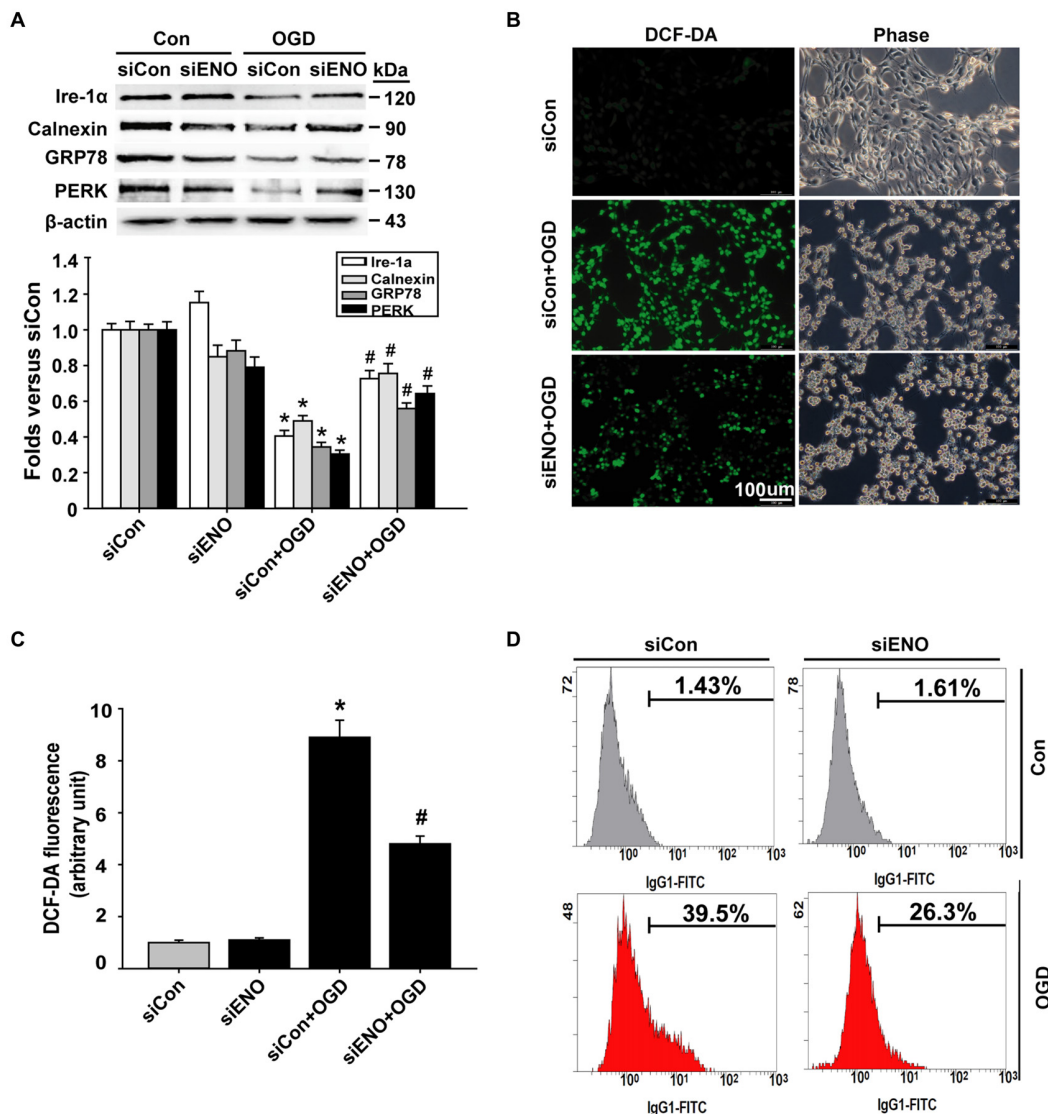 A
Con OGD
siCon siENO siCon siENO kDa
Ire-1α 120
Calnexin 90
GRP78 78
PERK 130
β-actin 43
Folds versus siCon
1.4
1.2
1.0
0.8
0.6
0.4
0.2
0.0
Ire-1a
Calnexin
GRP78
PERK
* * * *
# # # #
siCon siENO siCon+OGD siENO+OGD
B
DCF-DA Phase
siCon
siCon+OGD
siENO+OGD
100um
C
DCF-DA fluorescence
(arbitrary unit)
10
8
6
4
2
0
*
#
siCon siENO siCon+OGD siENO+OGD
D
siCon siENO
72 1.43% 78 1.61%
10⁰ 10¹ 10² 10³ 10⁰ 10¹ 10² 10³
IgG1-FITC IgG1-FITC
Con
48 39.5% 62 26.3%
10⁰ 10¹ 10² 10³ 10⁰ 10¹ 10² 10³
IgG1-FITC IgG1-FITC
OGD